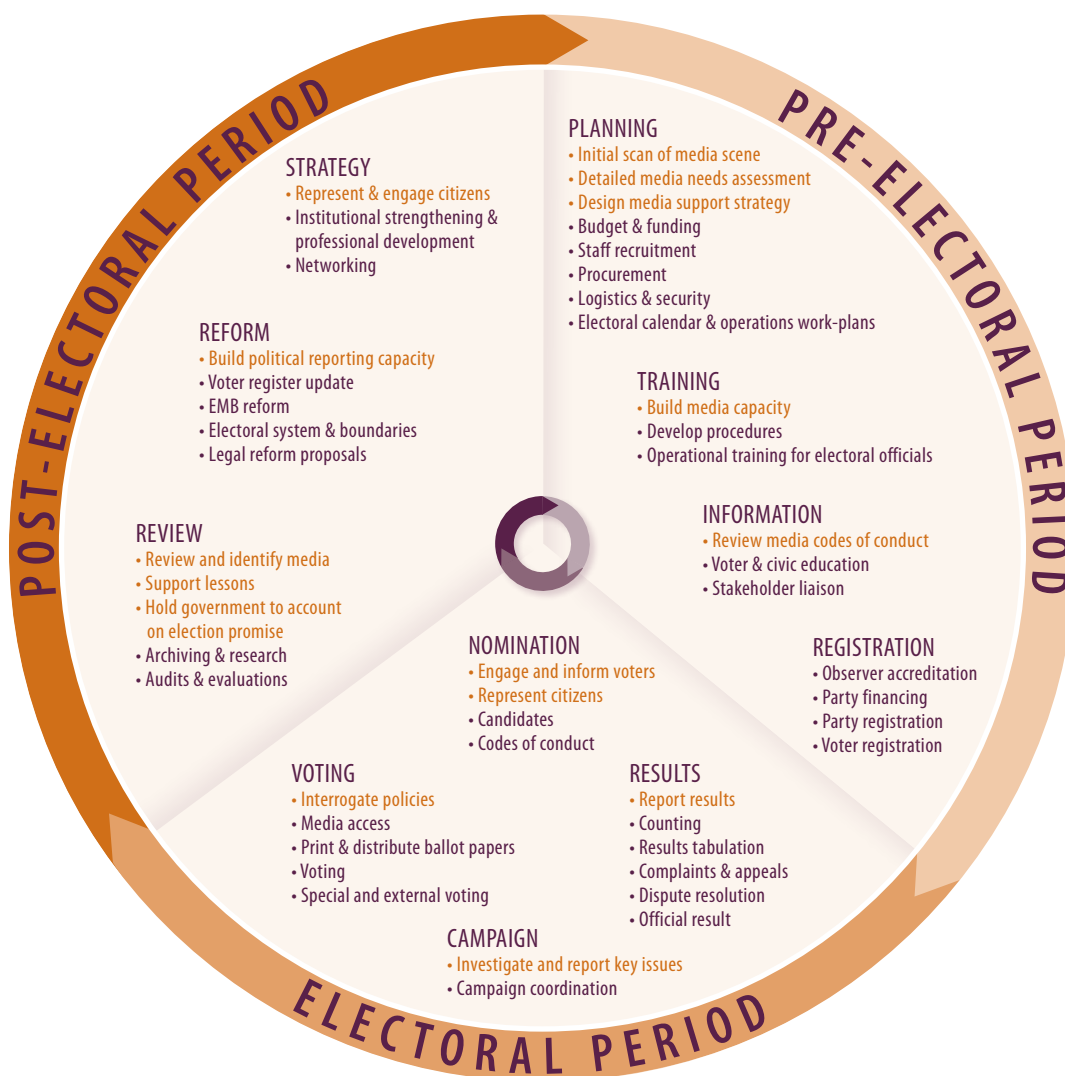 PRE-ELECTORAL PERIOD
PLANNING
• Initial scan of media scene
• Detailed media needs assessment
• Design media support strategy
• Budget & funding
• Staff recruitment
• Procurement
• Logistics & security
• Electoral calendar & operations work-plans
TRAINING
• Build media capacity
• Develop procedures
• Operational training for electoral officials
INFORMATION
• Review media codes of conduct
• Voter & civic education
• Stakeholder liaison
REGISTRATION
• Observer accreditation
• Party financing
• Party registration
• Voter registration
ELECTORAL PERIOD
NOMINATION
• Engage and inform voters
• Represent citizens
• Candidates
• Codes of conduct
VOTING
• Interrogate policies
• Media access
• Print & distribute ballot papers
• Voting
• Special and external voting
RESULTS
• Report results
• Counting
• Results tabulation
• Complaints & appeals
• Dispute resolution
• Official result
CAMPAIGN
• Investigate and report key issues
• Campaign coordination
POST-ELECTORAL PERIOD
STRATEGY
• Represent & engage citizens
• Institutional strengthening &
professional development
• Networking
REFORM
• Build political reporting capacity
• Voter register update
• EMB reform
• Electoral system & boundaries
• Legal reform proposals
REVIEW
• Review and identify media
• Support lessons
• Hold government to account
on election promise
• Archiving & research
• Audits & evaluations